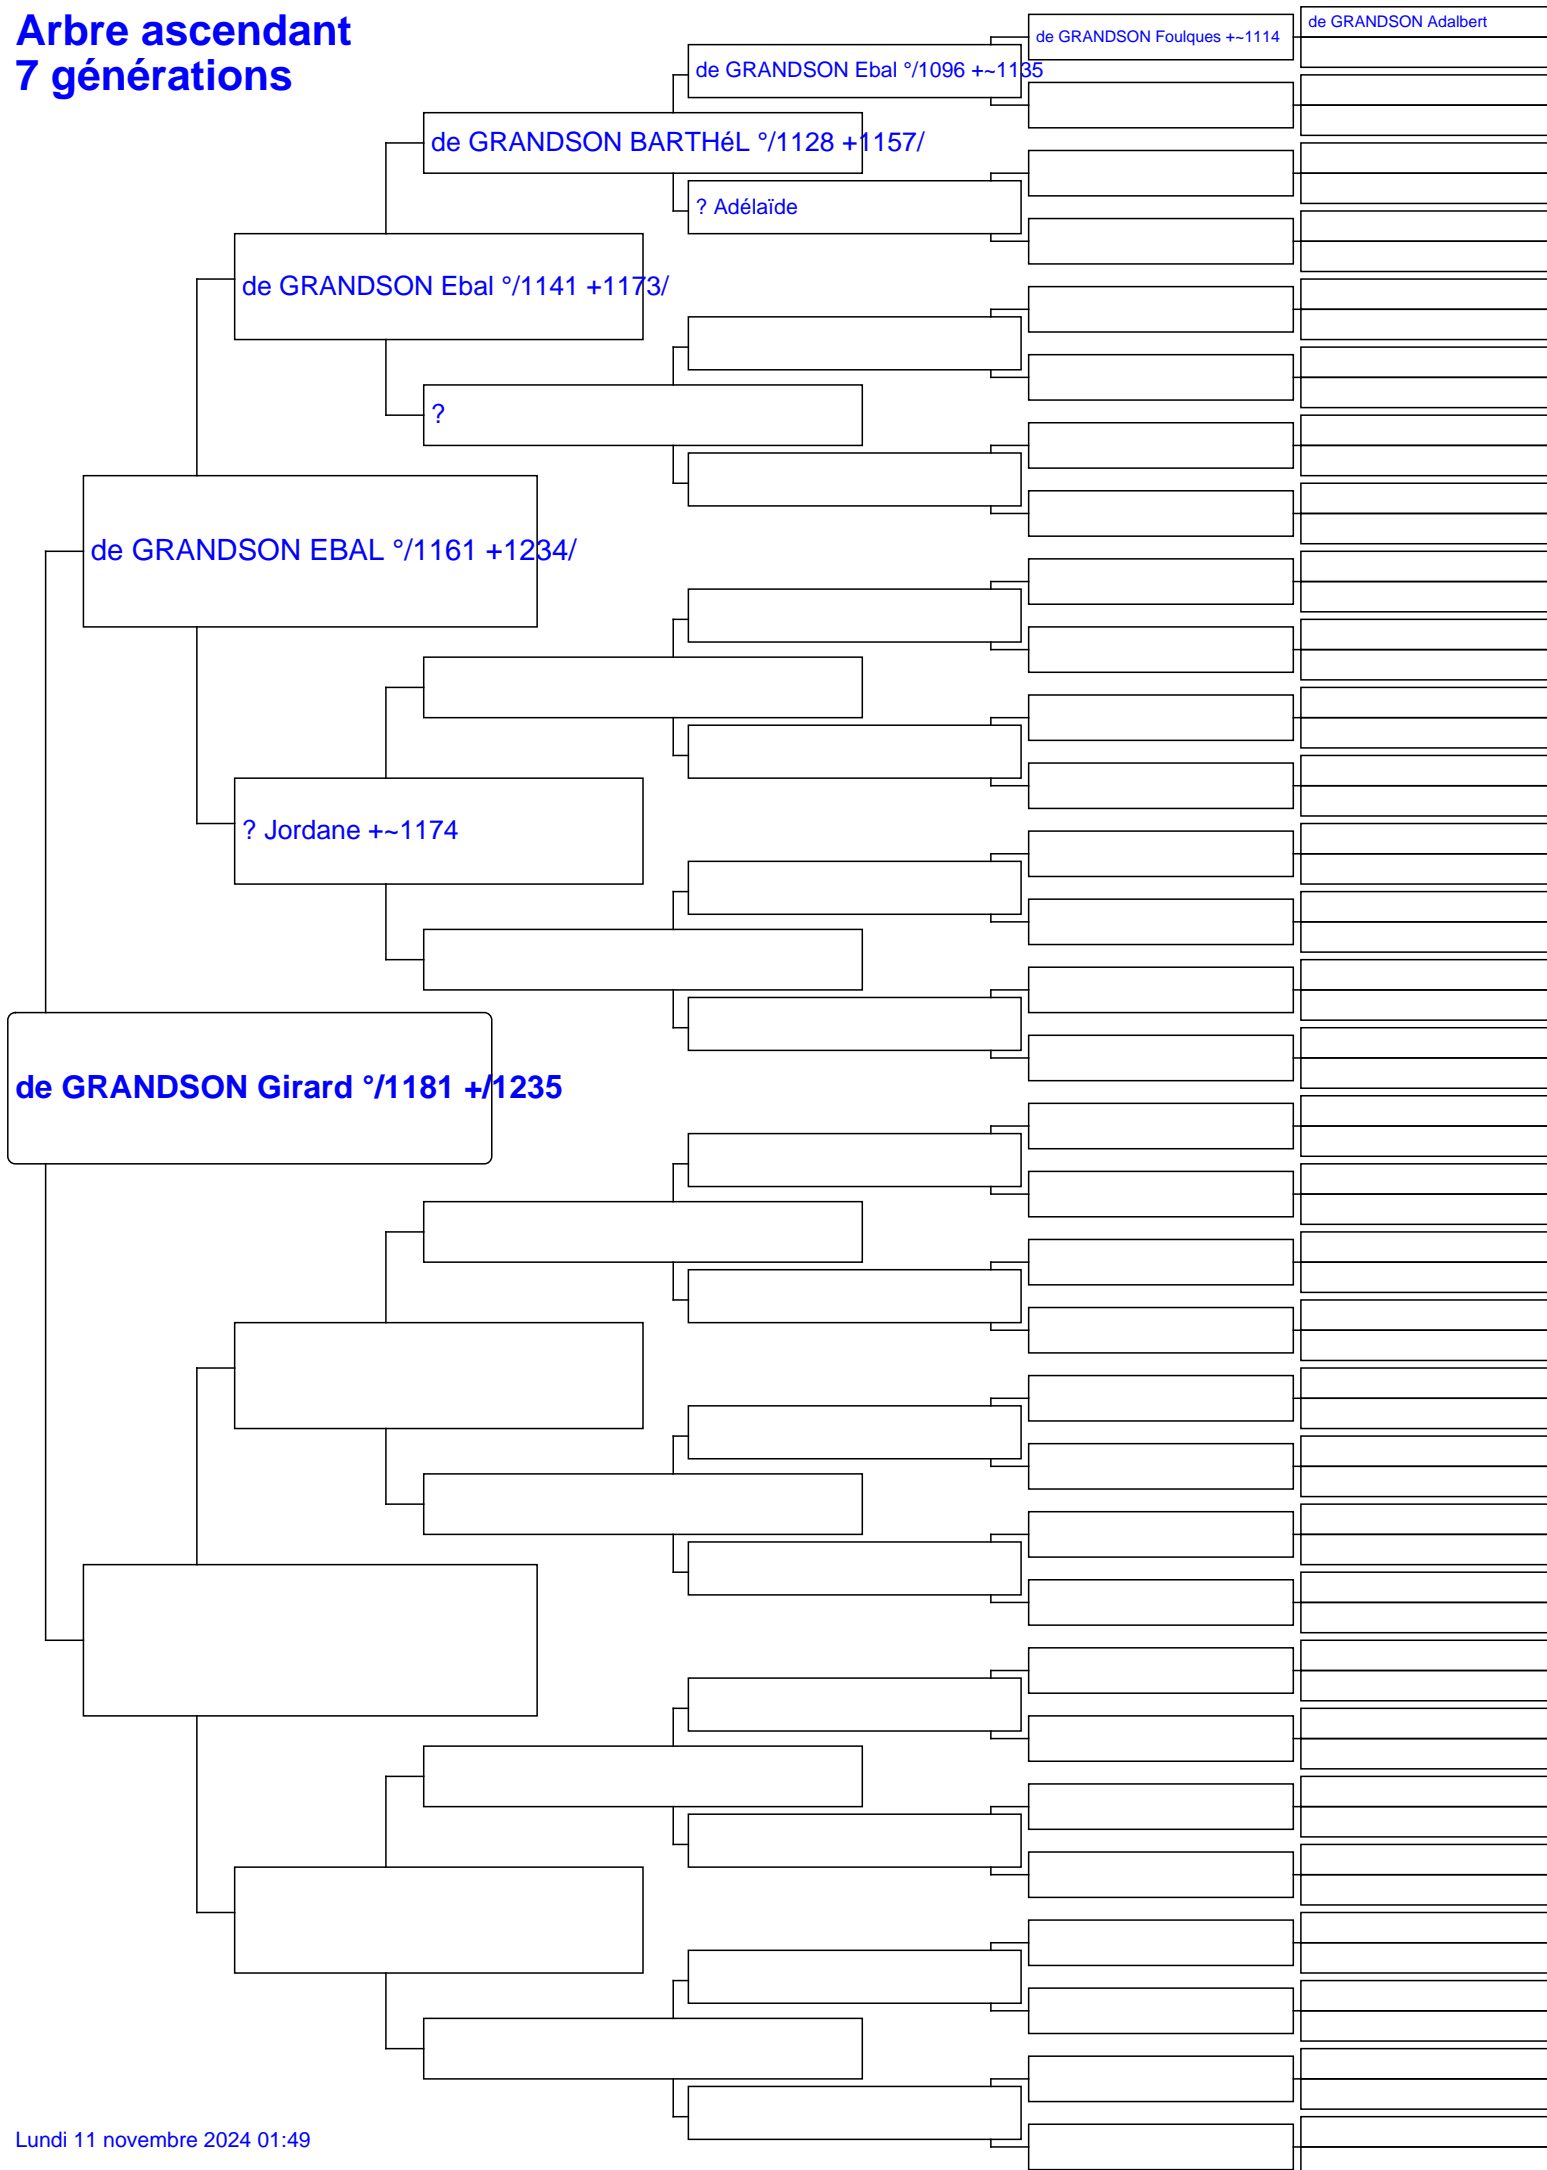 Arbre ascendant
7 générations
de GRANDSON Adalbert
de GRANDSON Foulques +~1114
de GRANDSON Ebal °/1096 +~1135
de GRANDSON BARTHéL °/1128 +1157/
? Adélaïde
de GRANDSON Ebal °/1141 +1173/
?
de GRANDSON EBAL °/1161 +1234/
? Jordane +~1174
de GRANDSON Girard °/1181 +/1235
Lundi 11 novembre 2024 01:49